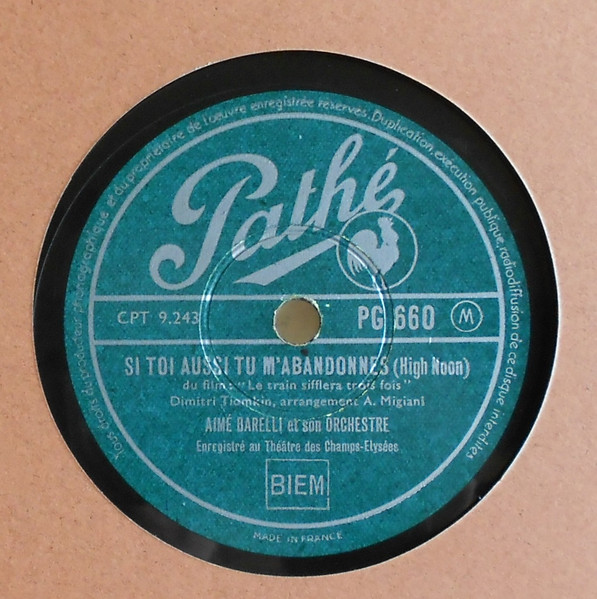 Tous droits du producteur phonographique et du propriétaire de l'oeuvre enregistrée réservés. Duplication, exécution publique, radiodiffusion de ce disque interdites
Pathé
CPT 9.243
PG 660 M
SI TOI AUSSI TU M'ABANDONNES (High Noon)
du film: "Le train sifflera trois fois"
Dimitri Tiomkin, arrangement A. Migiani
AIMÉ BARELLI et son ORCHESTRE
Enregistré au Théâtre des Champs-Elysées
BIEM
MADE IN FRANCE